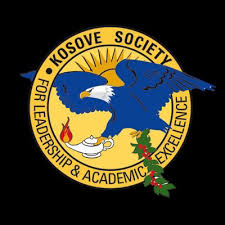 • KOSOVE SOCIETY •
FOR LEADERSHIP & ACADEMIC EXCELLENCE